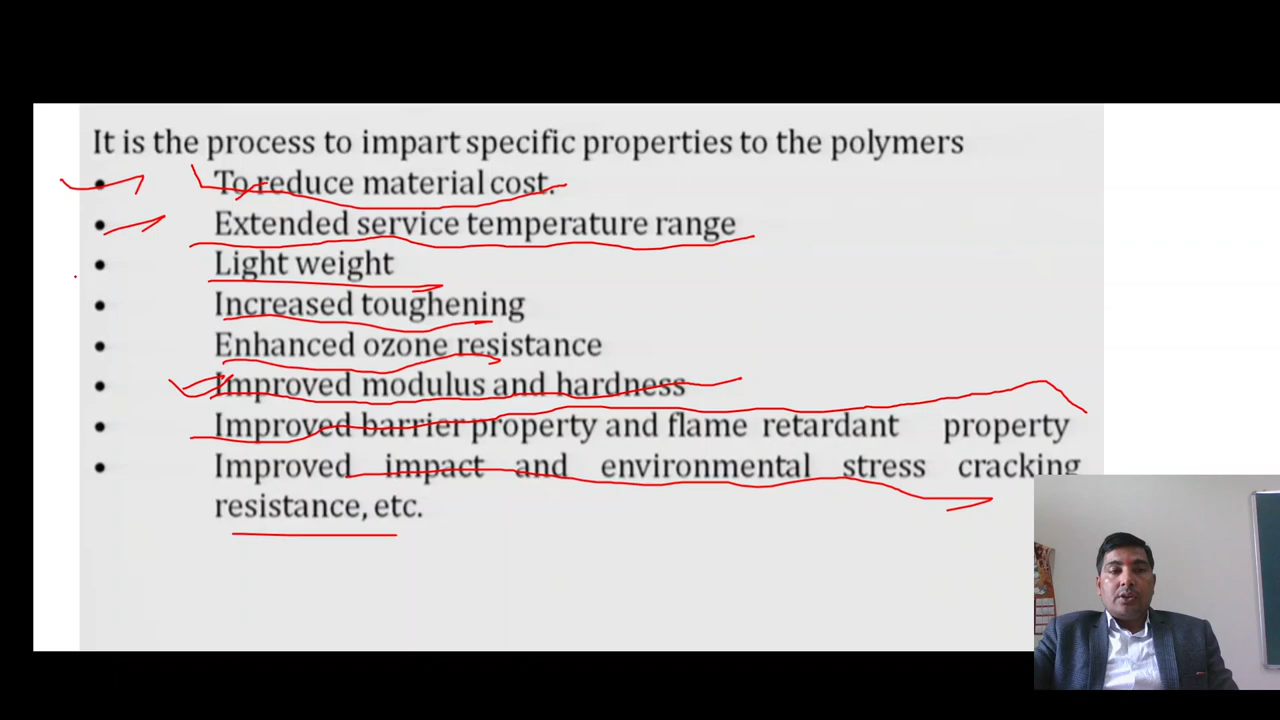 It is the process to impart specific properties to the polymers
• To reduce material cost.
• Extended service temperature range
• Light weight
• Increased toughening
• Enhanced ozone resistance
• Improved modulus and hardness
• Improved barrier property and flame retardant property
• Improved impact and environmental stress cracking
resistance, etc.